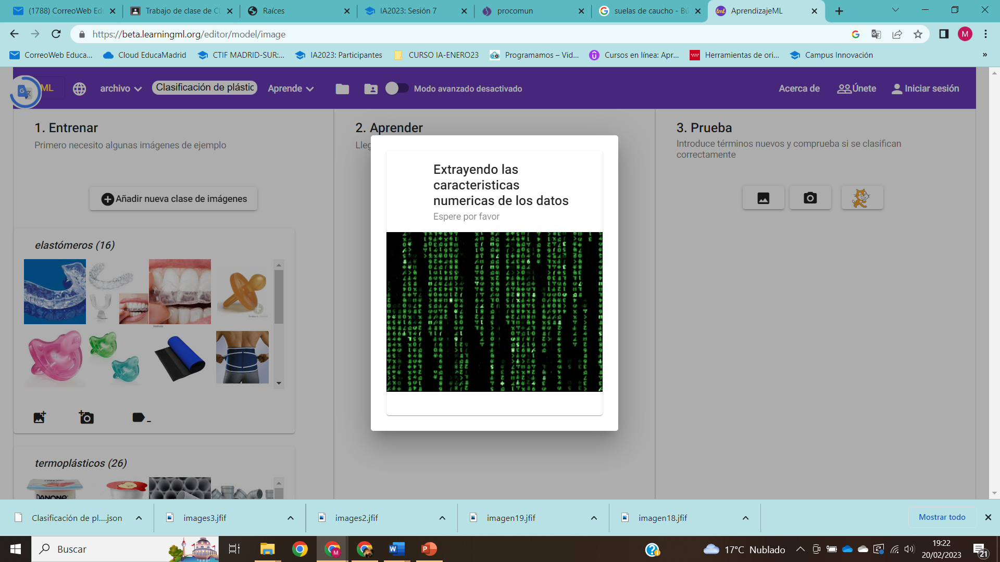 (1788) CorreoWeb Ed
Trabajo de clase de Cl
Raíces
IA2023: Sesión 7
procomun
suelas de caucho - Bú
AprendizajeML
https://beta.learningml.org/editor/model/image
CorreoWeb Educa...
Cloud EducaMadrid
CTIF MADRID-SUR:...
IA2023: Participantes
CURSO IA-ENERO23
Programamos – Vid...
Cursos en línea: Apr...
Herramientas de ori...
Campus Innovación
»
ML
archivo
Clasificación de plástic
Aprende
Modo avanzado desactivado
Acerca de
Únete
Iniciar sesión
1. Entrenar
Primero necesito algunas imágenes de ejemplo
Añadir nueva clase de imágenes
elastómeros (16)
termoplásticos (26)
DANONE
2. Aprender
Lleg
Extrayendo las
caracteristicas
numericas de los datos
Espere por favor
3. Prueba
Introduce términos nuevos y comprueba si se clasifican
correctamente
Clasificación de pl....json
images3.jfif
images2.jfif
imagen19.jfif
imagen18.jfif
Mostrar todo
Buscar
17°C Nublado
19:22
20/02/2023
21